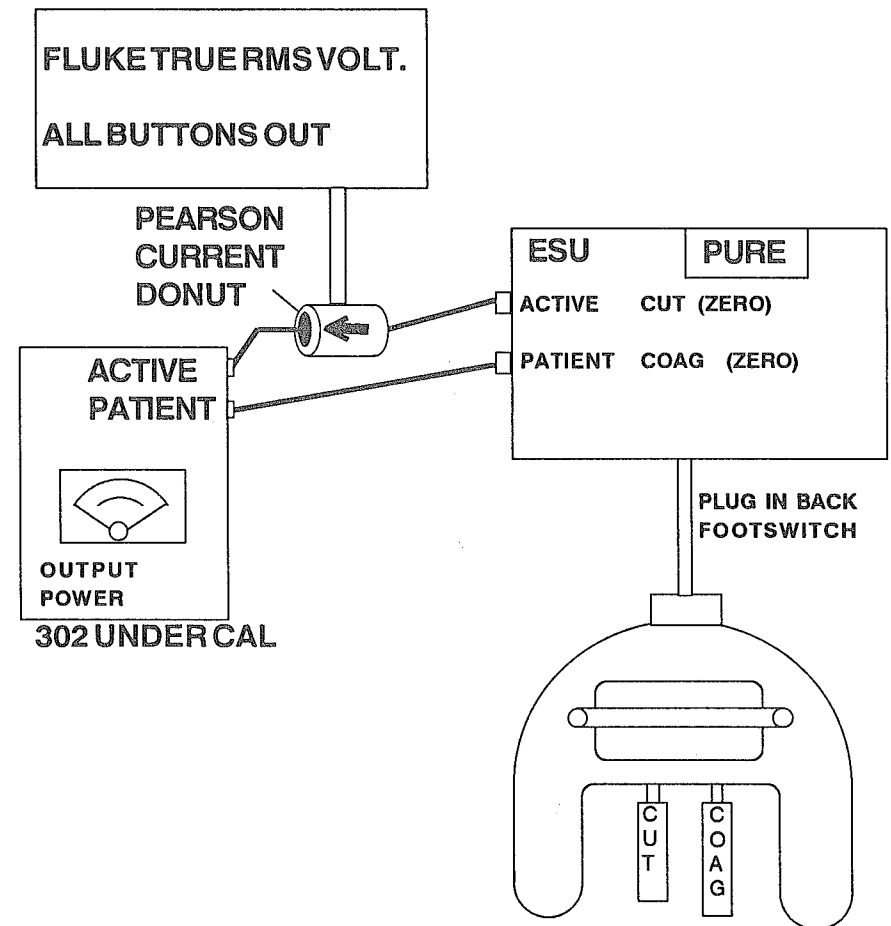 FLUKE TRUE RMS VOLT.
ALL BUTTONS OUT
PEARSON
CURRENT
DONUT
ESU
PURE
ACTIVE CUT (ZERO)
PATIENT COAG (ZERO)
ACTIVE
PATIENT
OUTPUT
POWER
302 UNDER CAL
PLUG IN BACK
FOOTSWITCH
CUT
COAG